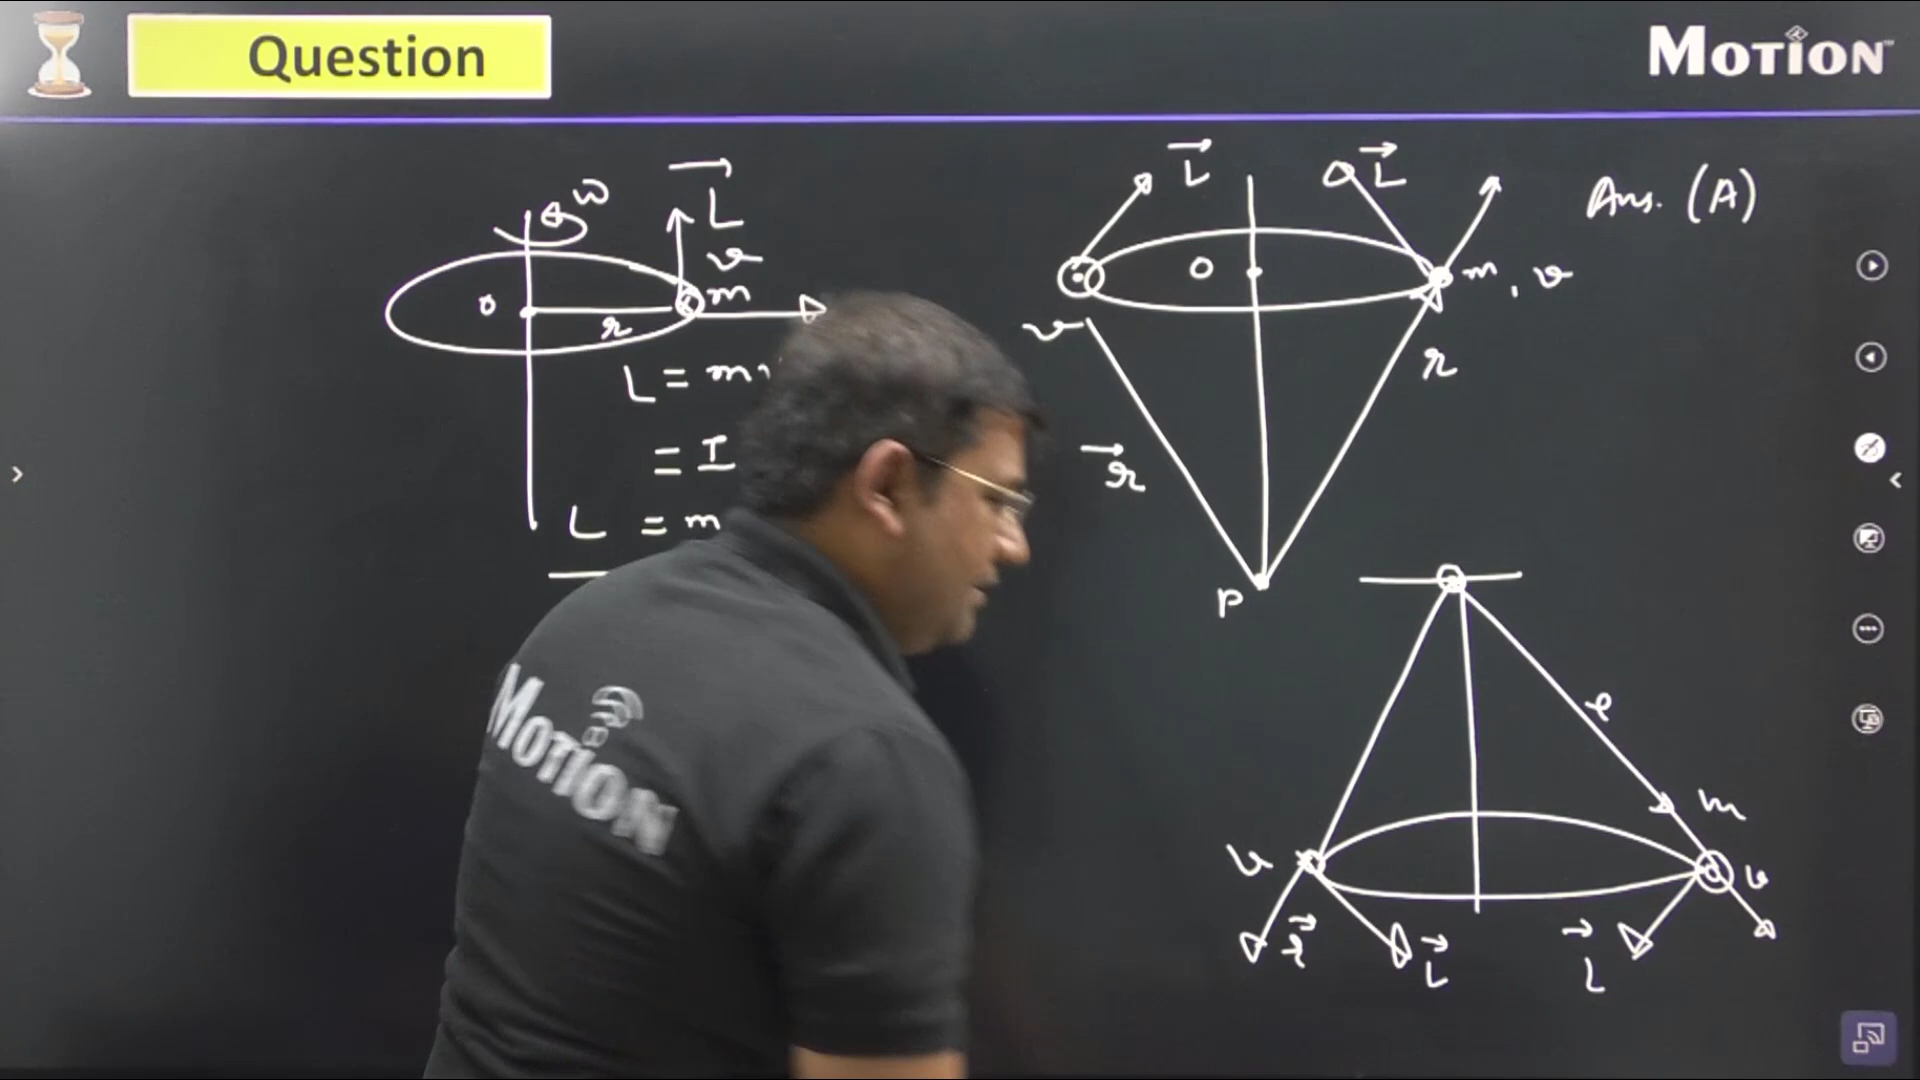 Question
MOTION
ω
L
v
m
o
r
L = m
= I
L = m
L
L
Ans. (A)
o
m, v
v
r
r
P
l
m
v
v
r
L
L
MOTION